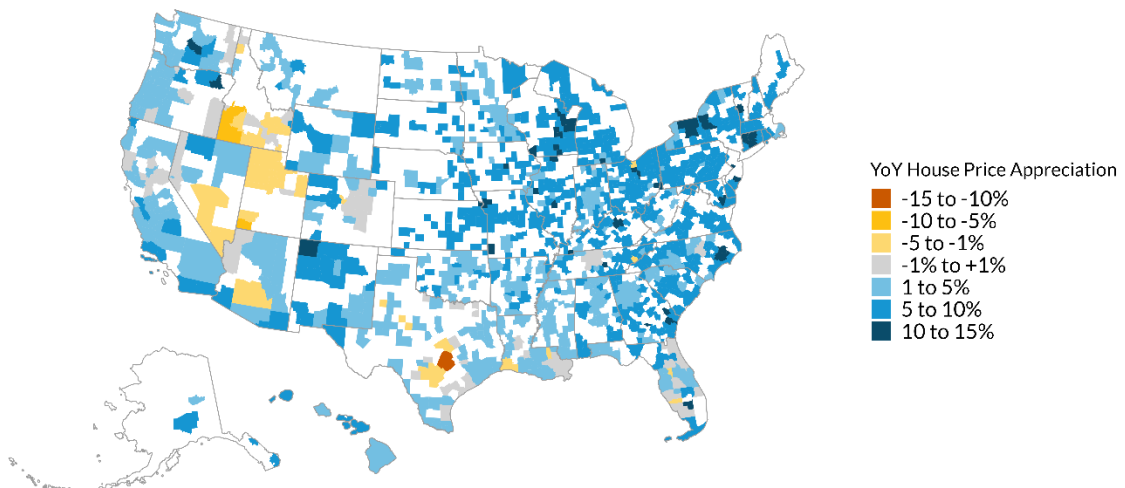 YoY House Price Appreciation
-15 to -10%
-10 to -5%
-5 to -1%
-1% to +1%
1 to 5%
5 to 10%
10 to 15%